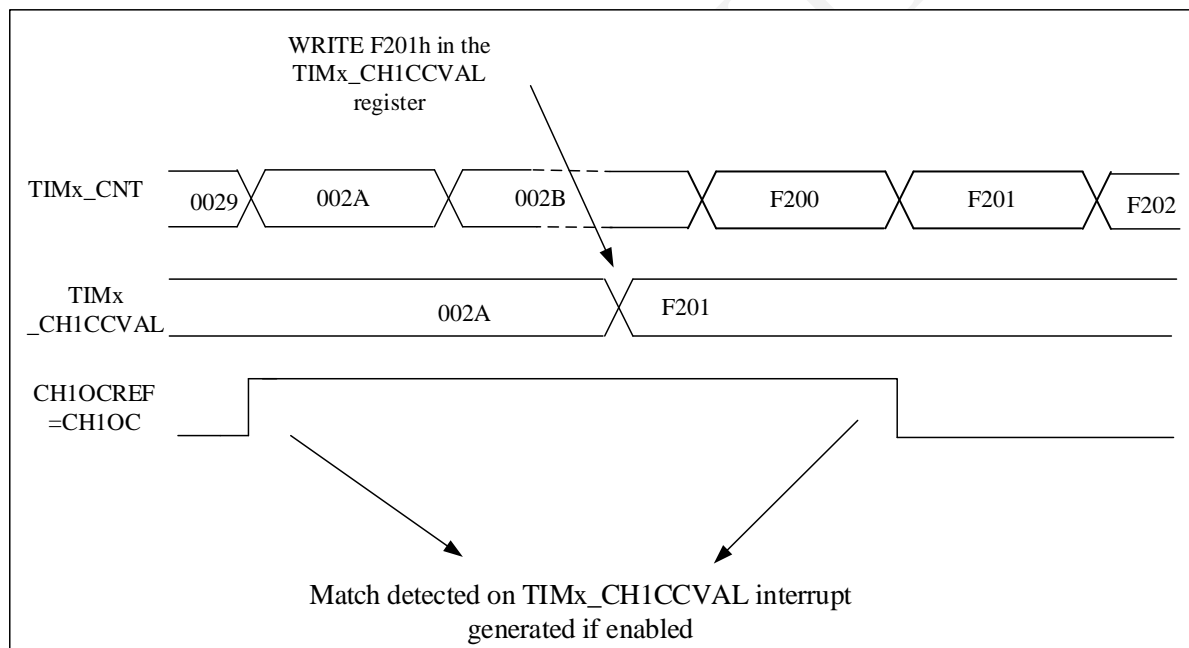 WRITE F201h in the
TIMx_CH1CCVAL
register
TIMx_CNT
0029
002A
002B
F200
F201
F202
TIMx
_CH1CCVAL
002A
F201
CH1OCREF
=CH1OC
Match detected on TIMx_CH1CCVAL interrupt
generated if enabled